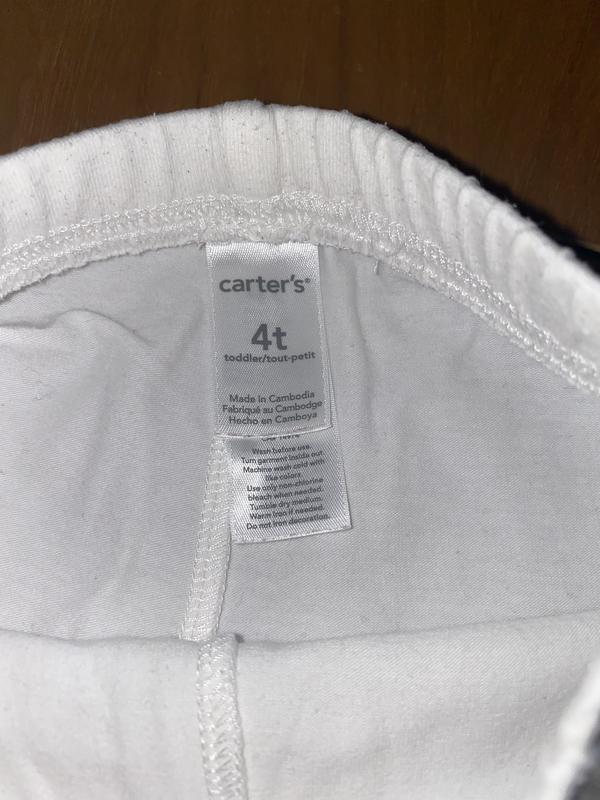 carter's®
4t
toddler/tout-petit
Made in Cambodia
Fabriqué au Cambodge
Hecho en Camboya
Wash before use.
Turn garment inside out
Machine wash cold with
like colors.
Use only non-chlorine
bleach when needed.
Tumble dry medium.
Warm iron if needed.
Do not iron decoration.